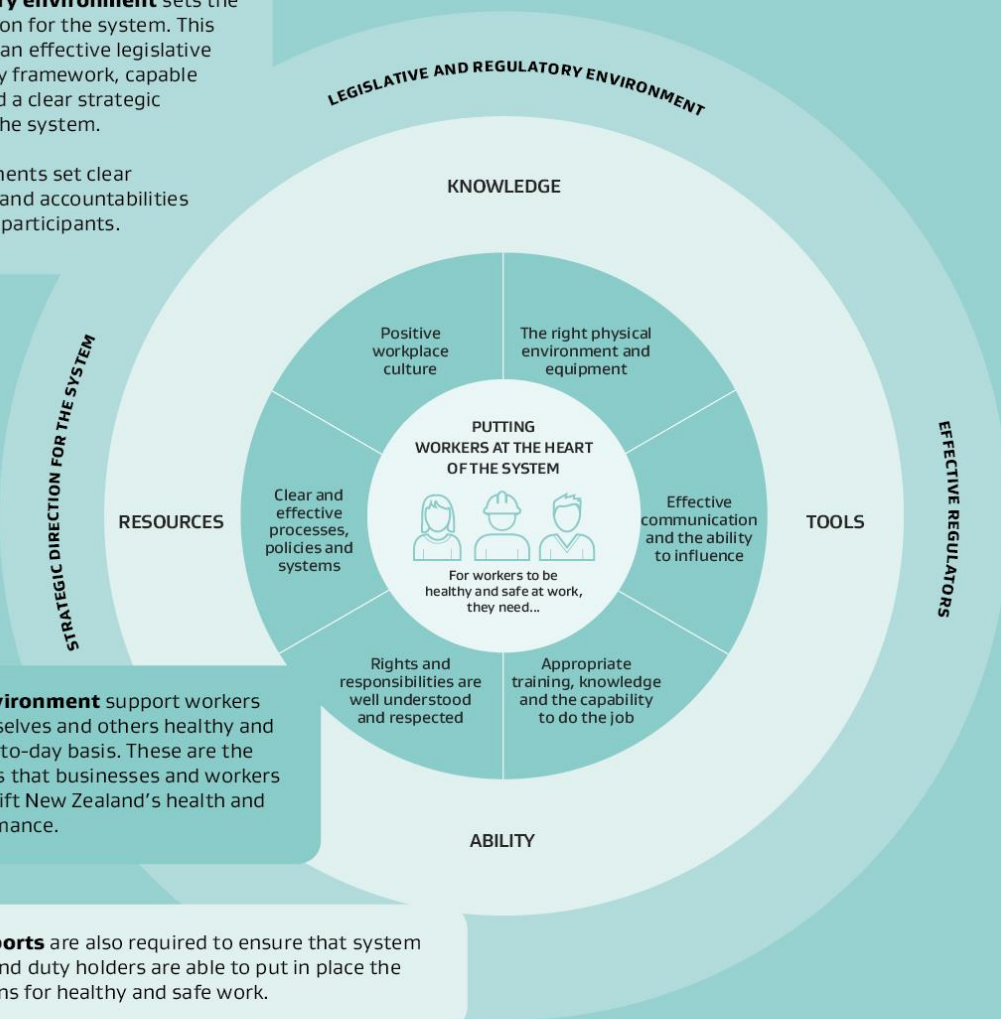 environment sets the
on for the system. This
an effective legislative
y framework, capable
d a clear strategic
he system.
nents set clear
and accountabilities
participants.
LEGISLATIVE AND REGULATORY ENVIRONMENT
KNOWLEDGE
Positive
workplace
culture
The right physical
environment and
equipment
STRATEGIC DIRECTION FOR THE SYSTEM
RESOURCES
Clear and
effective
processes,
policies and
systems
PUTTING
WORKERS AT THE HEART
OF THE SYSTEM
For workers to be
healthy and safe at work,
they need...
Effective
communication
and the ability
to influence
TOOLS
EFFECTIVE REGULATORS
Rights and
responsibilities are
well understood
and respected
Appropriate
training, knowledge
and the capability
to do the job
vironment support workers
selves and others healthy and
to-day basis. These are the
s that businesses and workers
ift New Zealand's health and
mance.
ABILITY
ports are also required to ensure that system
nd duty holders are able to put in place the
ns for healthy and safe work.